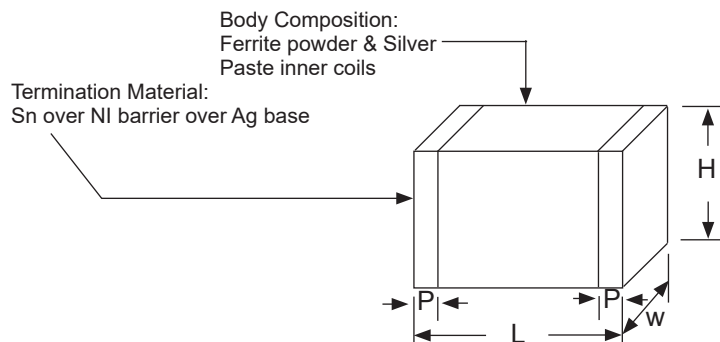 Body Composition:
Ferrite powder & Silver
Paste inner coils
Termination Material:
Sn over NI barrier over Ag base
H
P
P
W
L